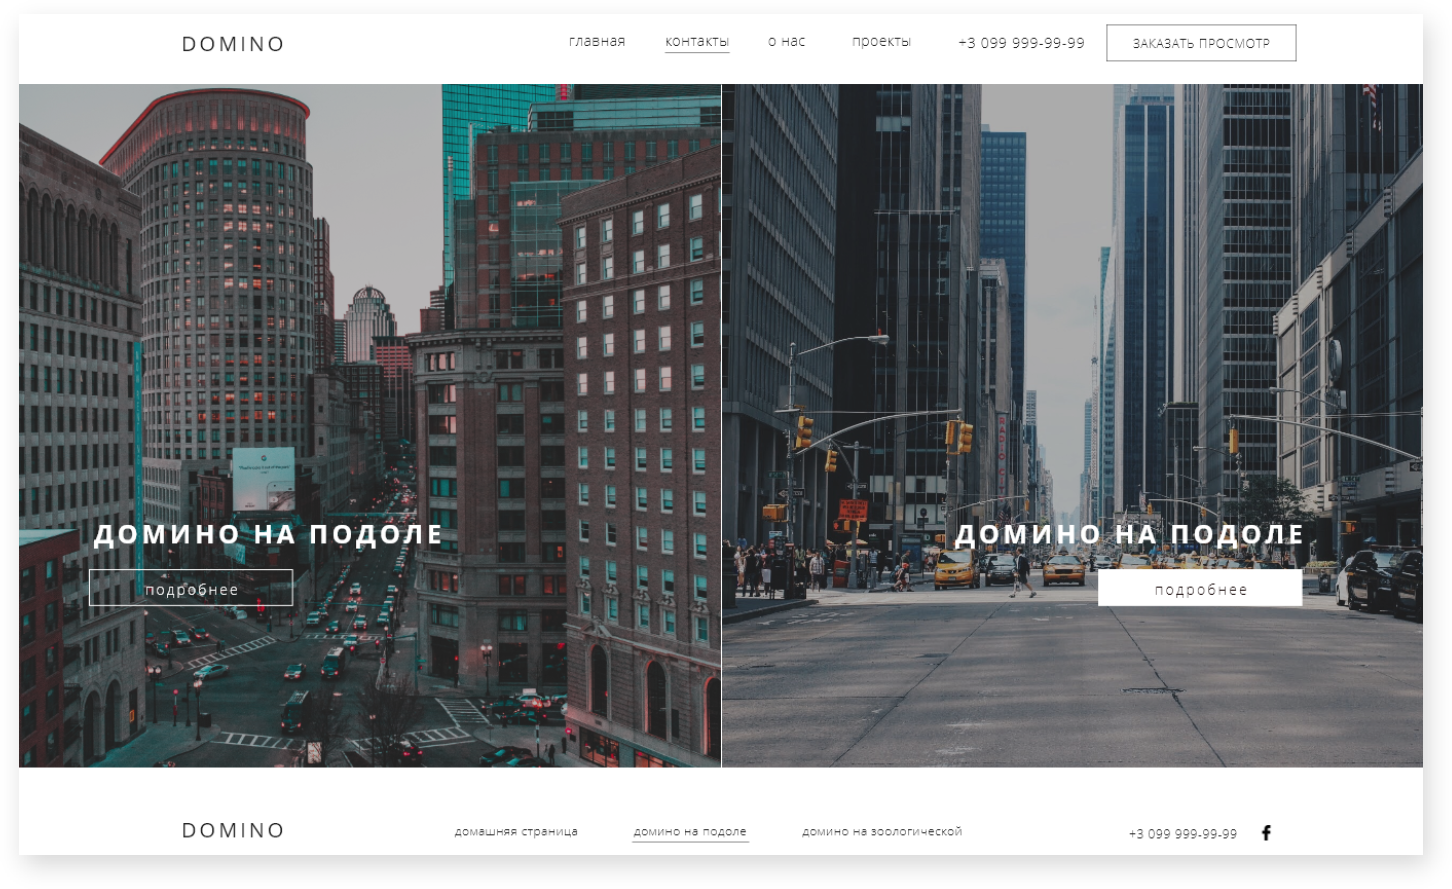 DOMINO
главная контакты о нас проекты +3 099 999-99-99 ЗАКАЗАТЬ ПРОСМОТР
ДОМИНО НА ПОДОЛЕ
подробнее
ДОМИНО НА ПОДОЛЕ
подробнее
DOMINO
домашняя страница домино на подоле домино на зоологической +3 099 999-99-99 f